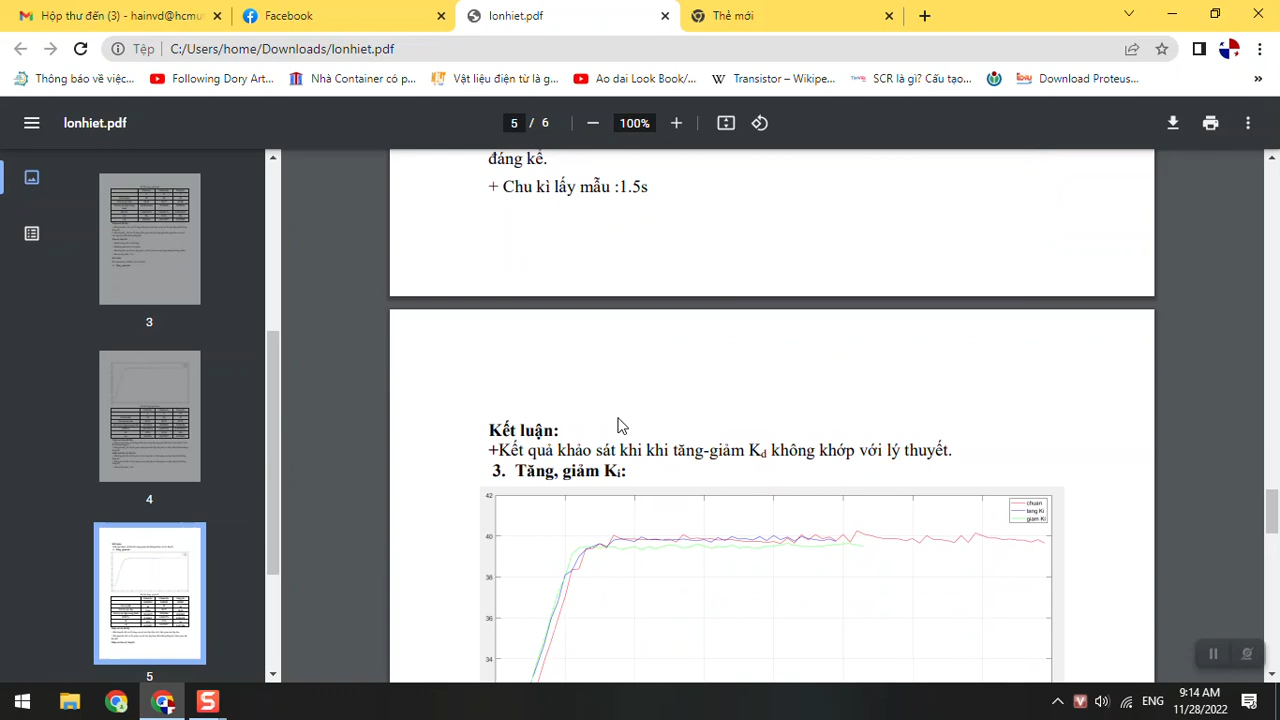 Hộp thư đến (3) - hainvd@hcmu
Facebook
lonhiet.pdf
Thẻ mới
Tệp
C:/Users/home/Downloads/lonhiet.pdf
Thông báo về việc...
Following Dory Art...
Nhà Container có p...
Vật liệu điện tử là g...
Ao dai Look Book/...
Transistor – Wikipe...
SCR là gì? Cấu tạo...
Download Proteus...
»
lonhiet.pdf
5 / 6
100%
đáng kể.
+ Chu kì lấy mẫu :1.5s
3
4
5
Kết luận:
+Kết quả khảo sát khi khi tăng-giảm Kd không khớp với lý thuyết.
3. Tăng, giảm Ki:
42
chuan
tang Ki
giam Ki
40
38
36
34
ENG
9:14 AM
11/28/2022